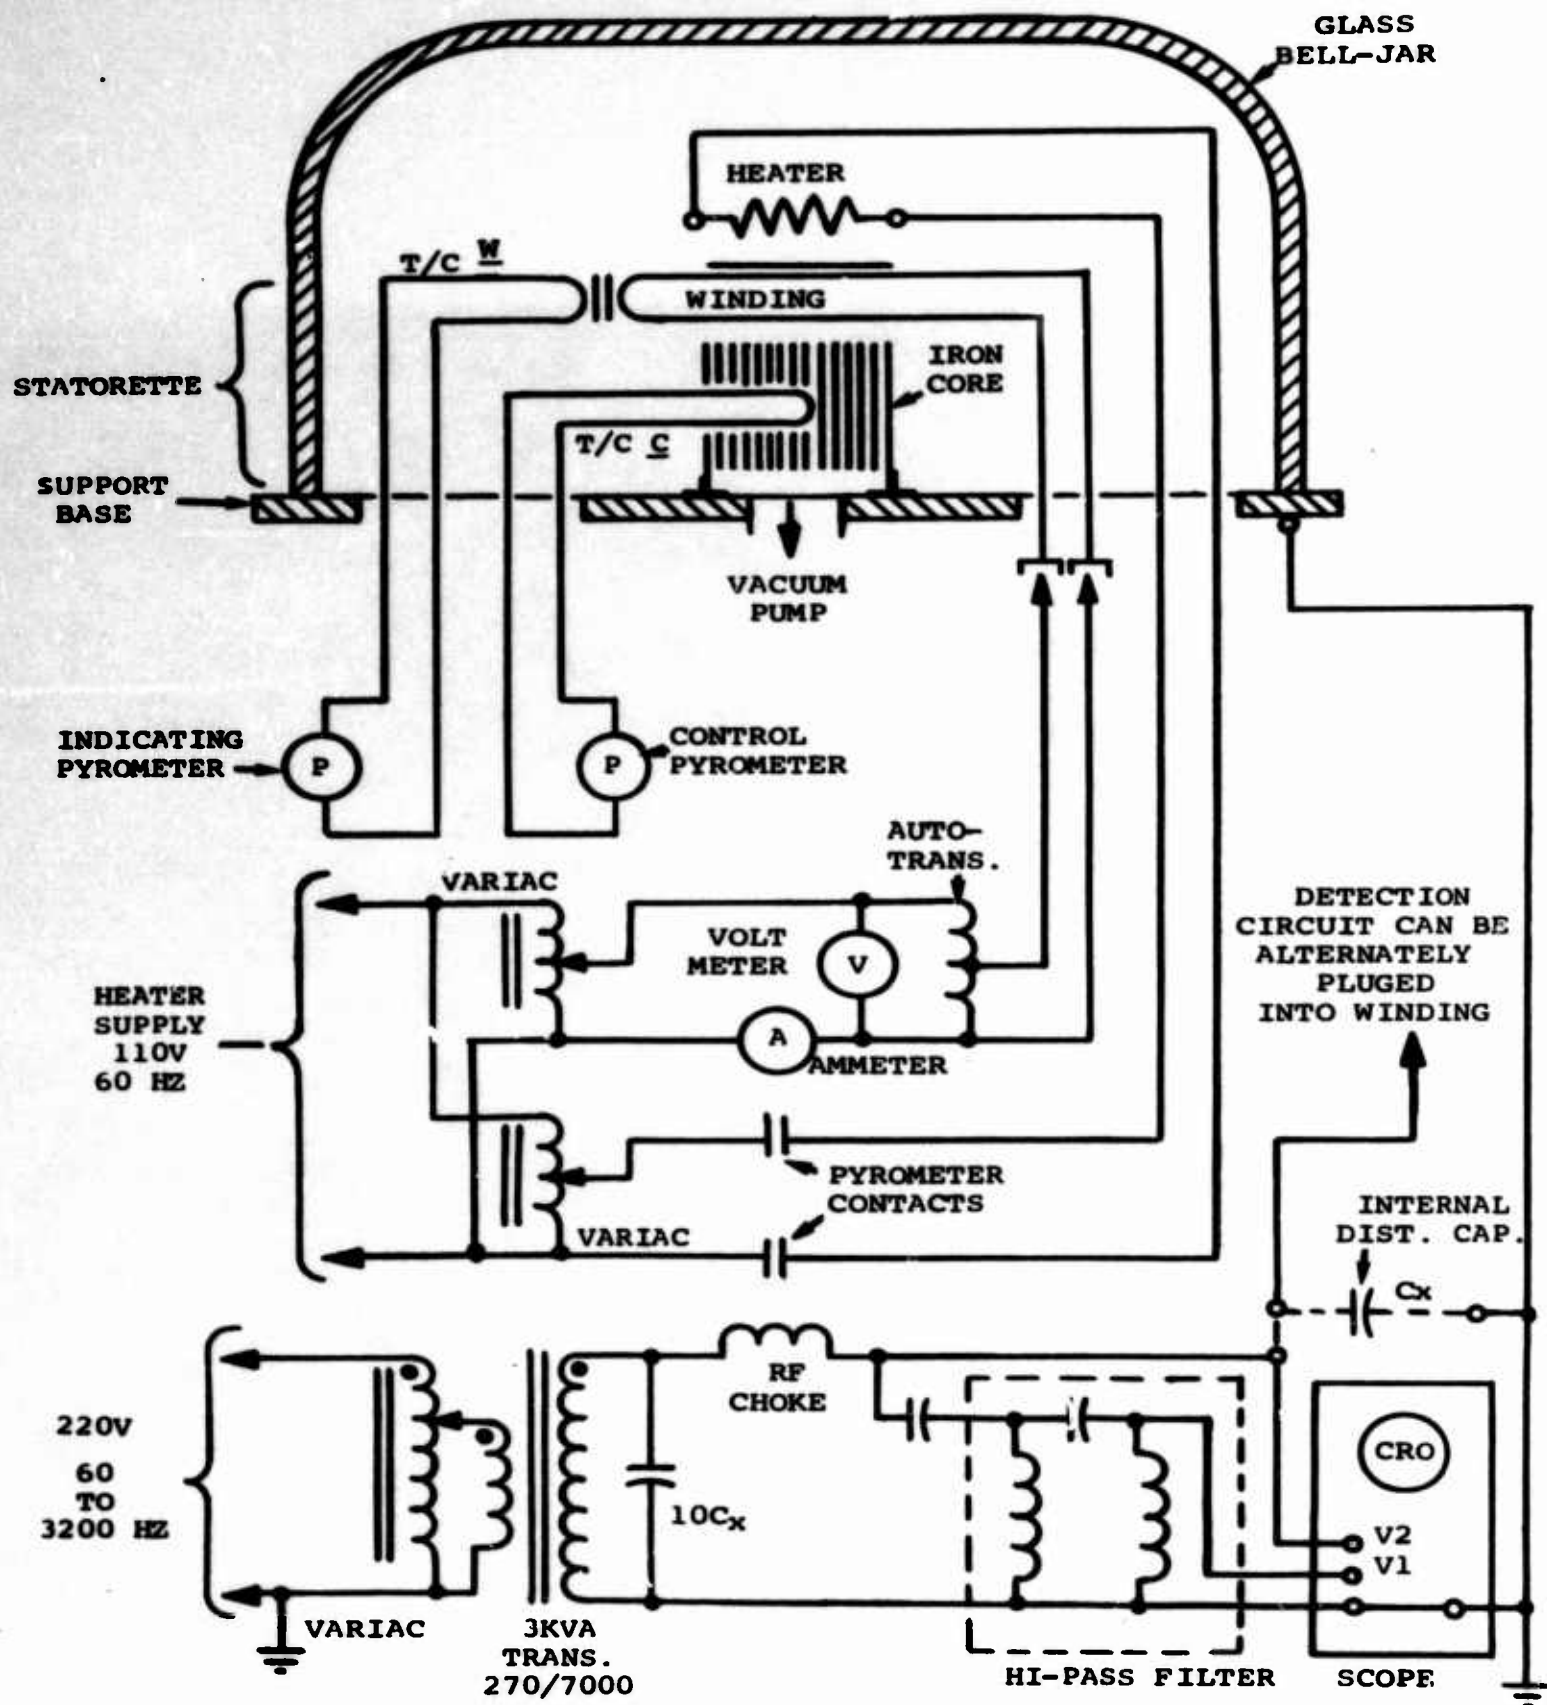 GLASS
BELL-JAR
HEATER
T/C W
WINDING
IRON
CORE
STATORETTE
T/C C
SUPPORT
BASE
VACUUM
PUMP
INDICATING
PYROMETER
P
P
CONTROL
PYROMETER
AUTO-
TRANS.
VARIAC
VOLT
METER
V
DETECTION
CIRCUIT CAN BE
ALTERNATELY
PLUGED
INTO WINDING
HEATER
SUPPLY
110V
60 HZ
A
AMMETER
PYROMETER
CONTACTS
VARIAC
INTERNAL
DIST. CAP.
Cx
RF
CHOKE
220V
60
TO
3200 HZ
10Cx
CRO
V2
V1
VARIAC
3KVA
TRANS.
270/7000
HI-PASS FILTER
SCOPE